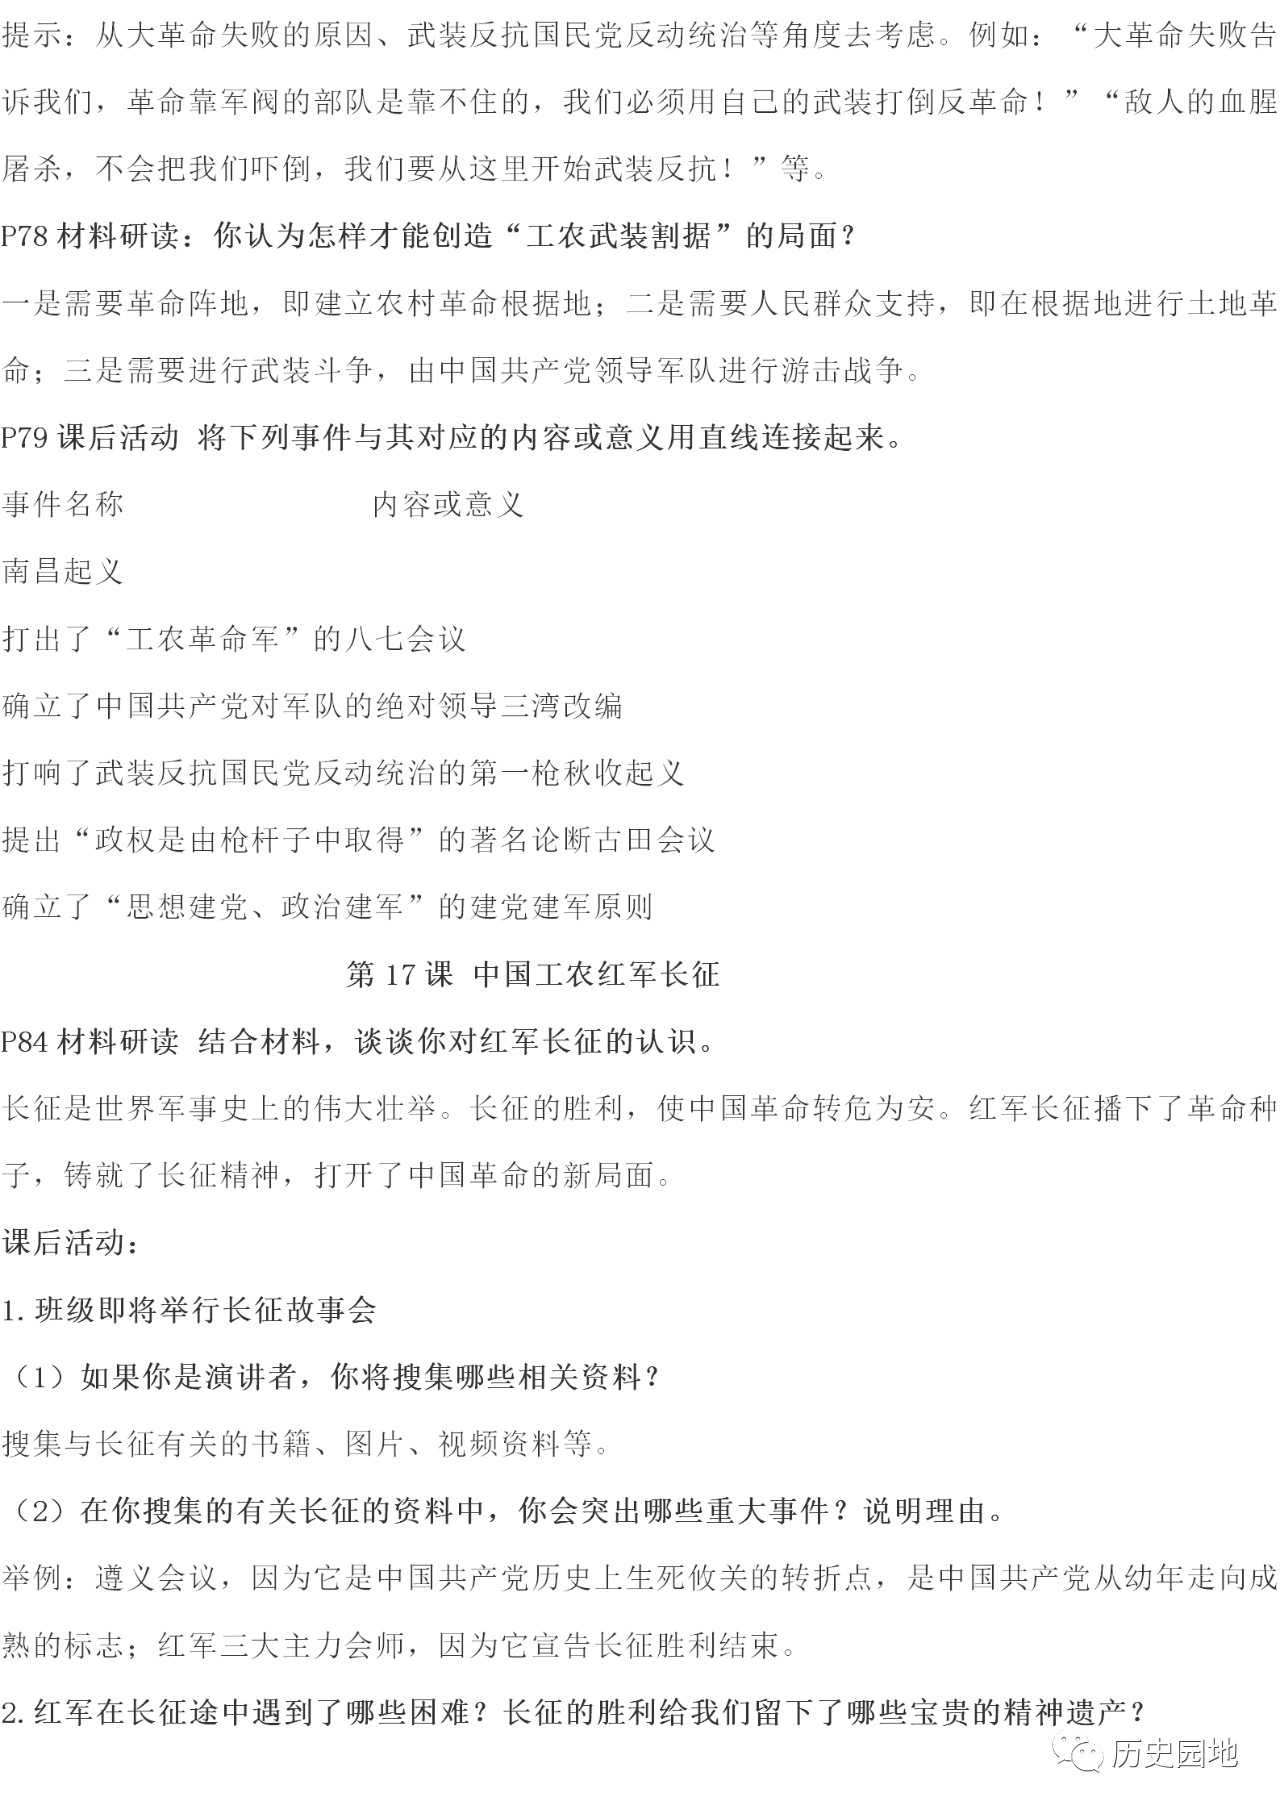 提示：从大革命失败的原因、武装反抗国民党反动统治等角度去考虑。例如：“大革命失败告
诉我们，革命靠军阀的部队是靠不住的，我们必须用自己的武装打倒反革命！”“敌人的血腥
屠杀，不会把我们吓倒，我们要从这里开始武装反抗！”等。
P78 材料研读：你认为怎样才能创造“工农武装割据”的局面？
一是需要革命阵地，即建立农村革命根据地；二是需要人民群众支持，即在根据地进行土地革
命；三是需要进行武装斗争，由中国共产党领导军队进行游击战争。
P79 课后活动 将下列事件与其对应的内容或意义用直线连接起来。
事件名称 内容或意义
南昌起义
打出了“工农革命军”的八七会议
确立了中国共产党对军队的绝对领导三湾改编
打响了武装反抗国民党反动统治的第一枪秋收起义
提出“政权是由枪杆子中取得”的著名论断古田会议
确立了“思想建党、政治建军”的建党建军原则
第 17 课 中国工农红军长征
P84 材料研读 结合材料，谈谈你对红军长征的认识。
长征是世界军事史上的伟大壮举。长征的胜利，使中国革命转危为安。红军长征播下了革命种
子，铸就了长征精神，打开了中国革命的新局面。
课后活动：
1. 班级即将举行长征故事会
（1）如果你是演讲者，你将搜集哪些相关资料？
搜集与长征有关的书籍、图片、视频资料等。
（2）在你搜集的有关长征的资料中，你会突出哪些重大事件？说明理由。
举例：遵义会议，因为它是中国共产党历史上生死攸关的转折点，是中国共产党从幼年走向成
熟的标志；红军三大主力会师，因为它宣告长征胜利结束。
2. 红军在长征途中遇到了哪些困难？长征的胜利给我们留下了哪些宝贵的精神遗产？
历史园地